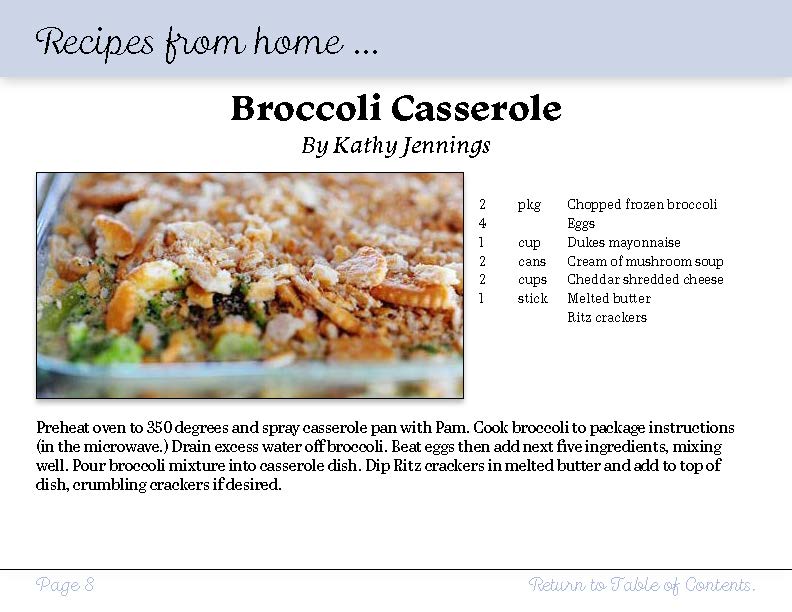 Recipes from home ...
Broccoli Casserole
By Kathy Jennings
2 pkg Chopped frozen broccoli
4 Eggs
1 cup Dukes mayonnaise
2 cans Cream of mushroom soup
2 cups Cheddar shredded cheese
1 stick Melted butter
Ritz crackers
Preheat oven to 350 degrees and spray casserole pan with Pam. Cook broccoli to package instructions
(in the microwave.) Drain excess water off broccoli. Beat eggs then add next five ingredients, mixing
well. Pour broccoli mixture into casserole dish. Dip Ritz crackers in melted butter and add to top of
dish, crumbling crackers if desired.
Page 8
Return to Table of Contents.